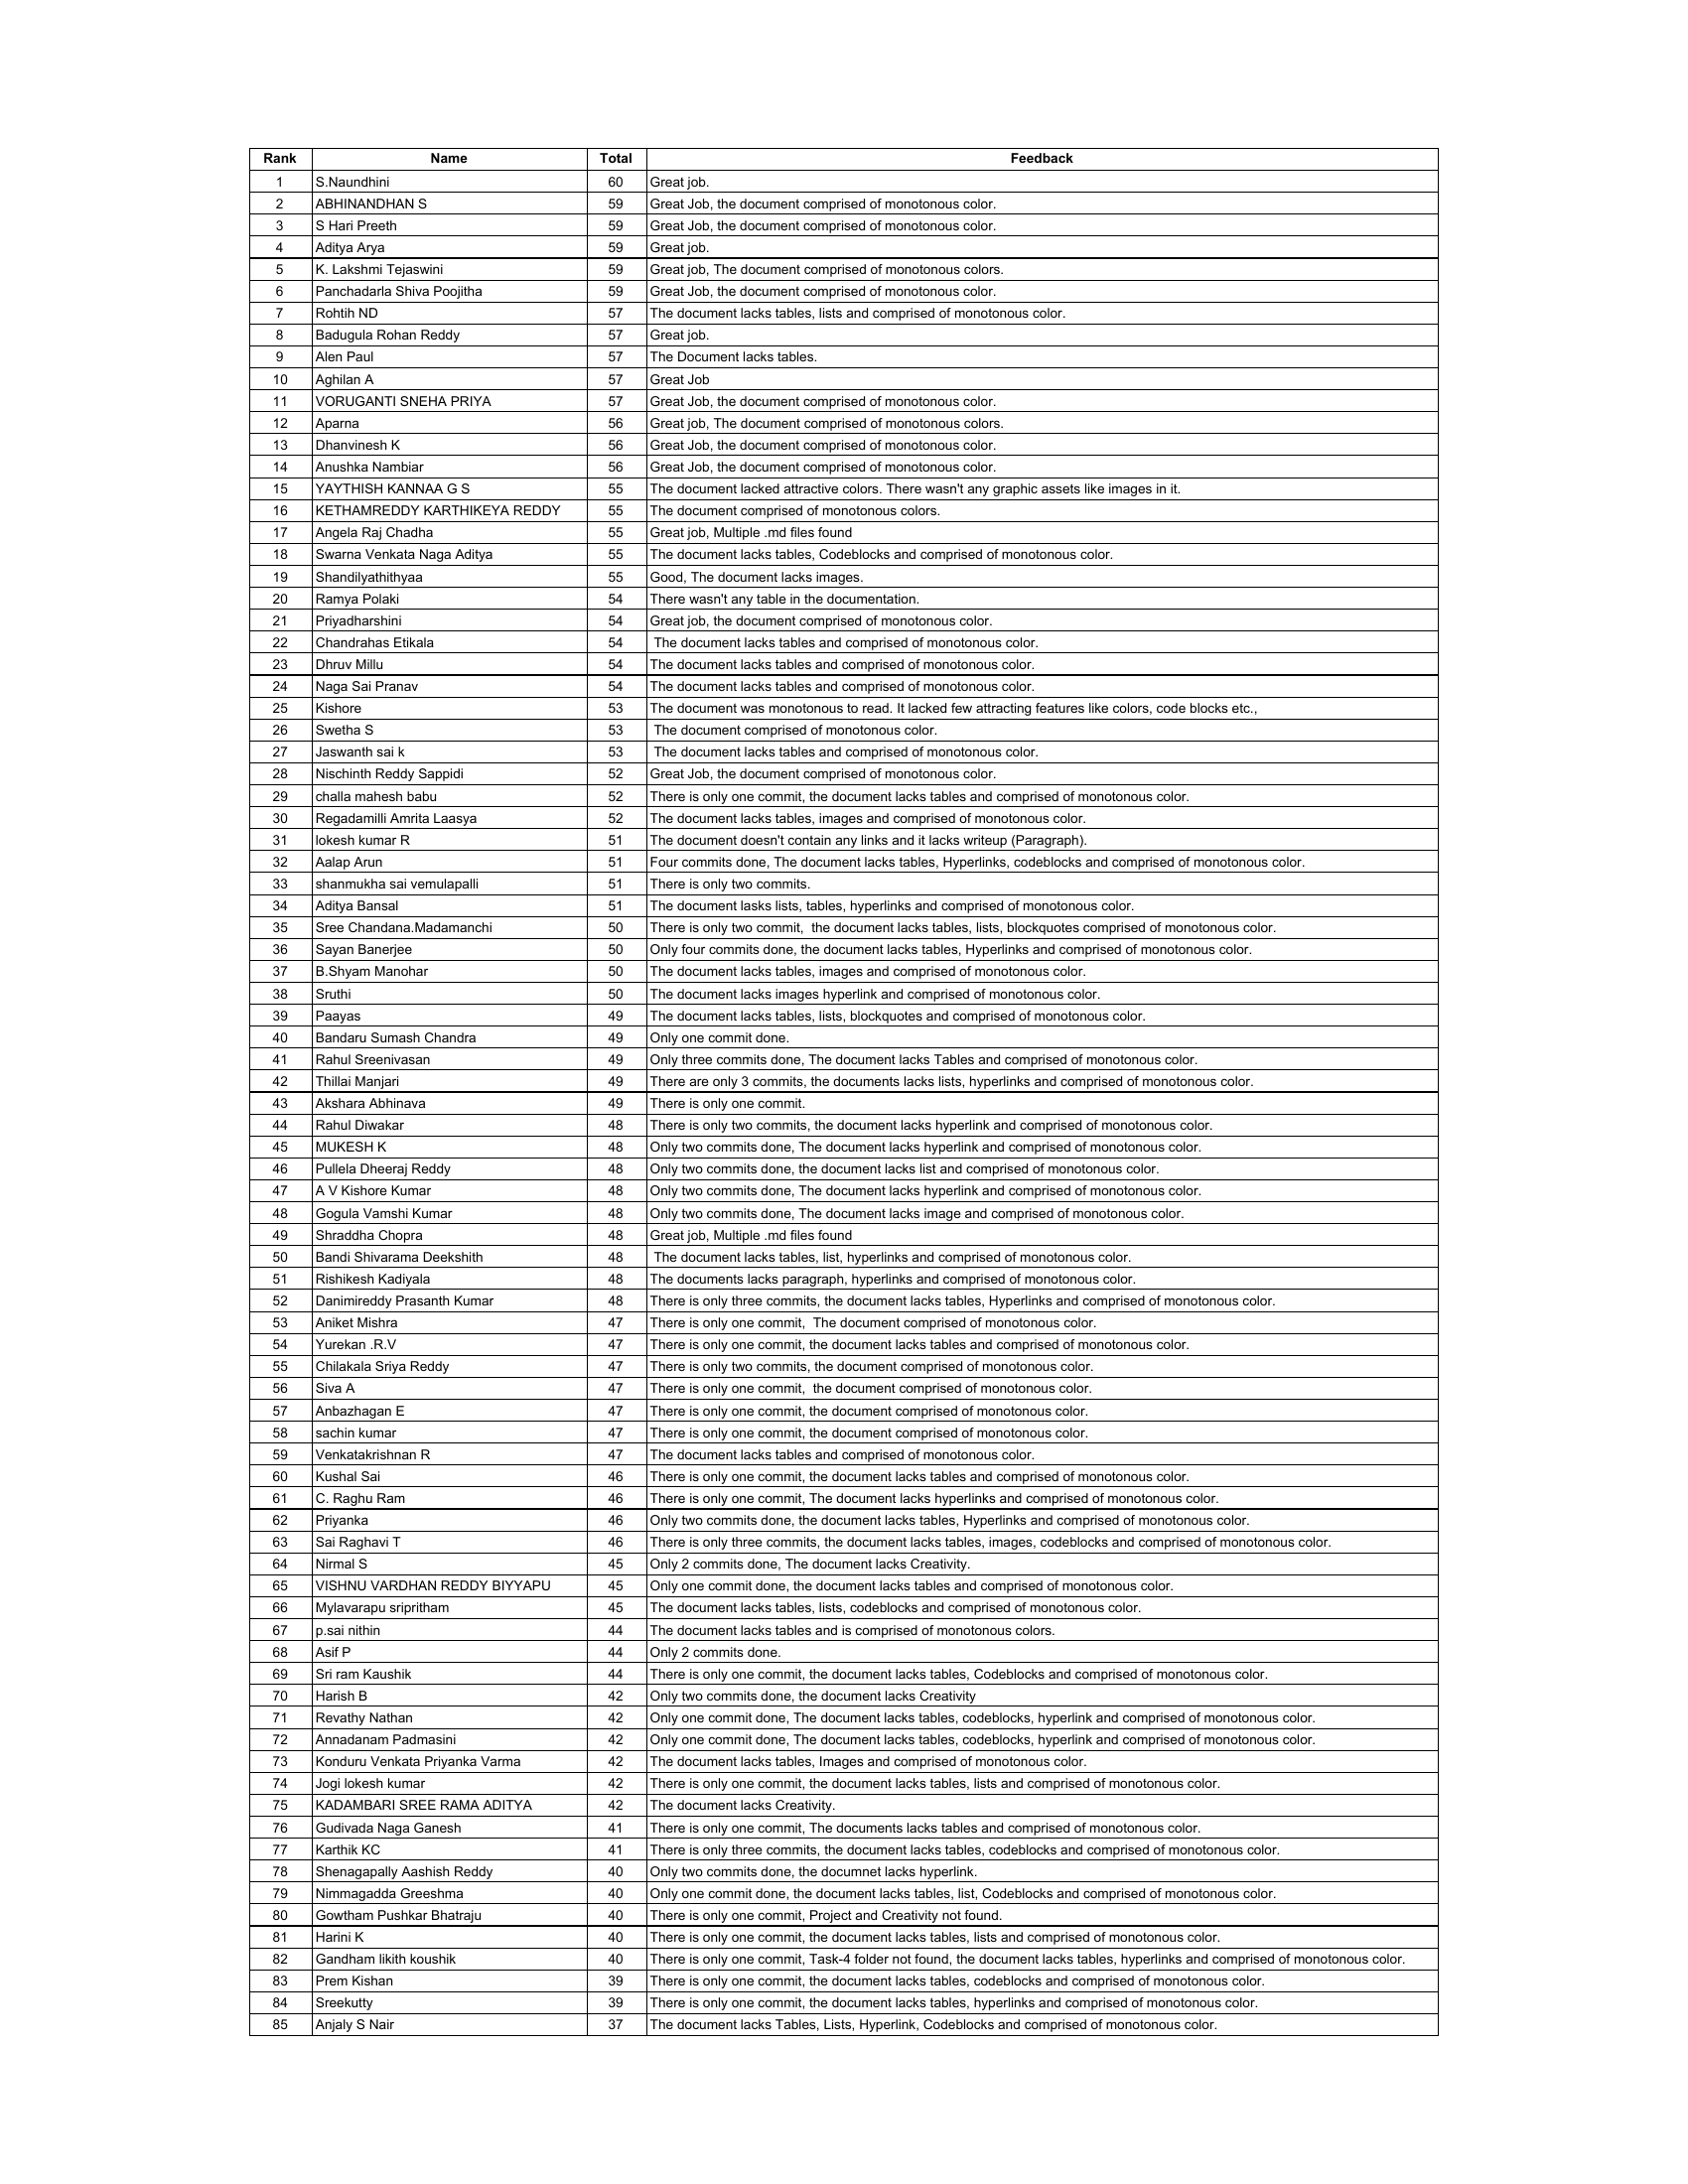 Rank Name Total Feedback
1 S.Naundhini 60 Great job.
2 ABHINANDHAN S 59 Great Job, the document comprised of monotonous color.
3 S Hari Preeth 59 Great Job, the document comprised of monotonous color.
4 Aditya Arya 59 Great job.
5 K. Lakshmi Tejaswini 59 Great job, The document comprised of monotonous colors.
6 Panchadarla Shiva Poojitha 59 Great Job, the document comprised of monotonous color.
7 Rohtih ND 57 The document lacks tables, lists and comprised of monotonous color.
8 Badugula Rohan Reddy 57 Great job.
9 Alen Paul 57 The Document lacks tables.
10 Aghilan A 57 Great Job
11 VORUGANTI SNEHA PRIYA 57 Great Job, the document comprised of monotonous color.
12 Aparna 56 Great job, The document comprised of monotonous colors.
13 Dhanvinesh K 56 Great Job, the document comprised of monotonous color.
14 Anushka Nambiar 56 Great Job, the document comprised of monotonous color.
15 YAYTHISH KANNAA G S 55 The document lacked attractive colors. There wasn't any graphic assets like images in it.
16 KETHAMREDDY KARTHIKEYA REDDY 55 The document comprised of monotonous colors.
17 Angela Raj Chadha 55 Great job, Multiple .md files found
18 Swarna Venkata Naga Aditya 55 The document lacks tables, Codeblocks and comprised of monotonous color.
19 Shandilyathithyaa 55 Good, The document lacks images.
20 Ramya Polaki 54 There wasn't any table in the documentation.
21 Priyadharshini 54 Great job, the document comprised of monotonous color.
22 Chandrahas Etikala 54 The document lacks tables and comprised of monotonous color.
23 Dhruv Millu 54 The document lacks tables and comprised of monotonous color.
24 Naga Sai Pranav 54 The document lacks tables and comprised of monotonous color.
25 Kishore 53 The document was monotonous to read. It lacked few attracting features like colors, code blocks etc.,
26 Swetha S 53 The document comprised of monotonous color.
27 Jaswanth sai k 53 The document lacks tables and comprised of monotonous color.
28 Nischinth Reddy Sappidi 52 Great Job, the document comprised of monotonous color.
29 challa mahesh babu 52 There is only one commit, the document lacks tables and comprised of monotonous color.
30 Regadamilli Amrita Laasya 52 The document lacks tables, images and comprised of monotonous color.
31 lokesh kumar R 51 The document doesn't contain any links and it lacks writeup (Paragraph).
32 Aalap Arun 51 Four commits done, The document lacks tables, Hyperlinks, codeblocks and comprised of monotonous color.
33 shanmukha sai vemulapalli 51 There is only two commits.
34 Aditya Bansal 51 The document lasks lists, tables, hyperlinks and comprised of monotonous color.
35 Sree Chandana.Madamanchi 50 There is only two commit,  the document lacks tables, lists, blockquotes comprised of monotonous color.
36 Sayan Banerjee 50 Only four commits done, the document lacks tables, Hyperlinks and comprised of monotonous color.
37 B.Shyam Manohar 50 The document lacks tables, images and comprised of monotonous color.
38 Sruthi 50 The document lacks images hyperlink and comprised of monotonous color.
39 Paayas 49 The document lacks tables, lists, blockquotes and comprised of monotonous color.
40 Bandaru Sumash Chandra 49 Only one commit done.
41 Rahul Sreenivasan 49 Only three commits done, The document lacks Tables and comprised of monotonous color.
42 Thillai Manjari 49 There are only 3 commits, the documents lacks lists, hyperlinks and comprised of monotonous color.
43 Akshara Abhinava 49 There is only one commit.
44 Rahul Diwakar 48 There is only two commits, the document lacks hyperlink and comprised of monotonous color.
45 MUKESH K 48 Only two commits done, The document lacks hyperlink and comprised of monotonous color.
46 Pullela Dheeraj Reddy 48 Only two commits done, the document lacks list and comprised of monotonous color.
47 A V Kishore Kumar 48 Only two commits done, The document lacks hyperlink and comprised of monotonous color.
48 Gogula Vamshi Kumar 48 Only two commits done, The document lacks image and comprised of monotonous color.
49 Shraddha Chopra 48 Great job, Multiple .md files found
50 Bandi Shivarama Deekshith 48 The document lacks tables, list, hyperlinks and comprised of monotonous color.
51 Rishikesh Kadiyala 48 The documents lacks paragraph, hyperlinks and comprised of monotonous color.
52 Danimireddy Prasanth Kumar 48 There is only three commits, the document lacks tables, Hyperlinks and comprised of monotonous color.
53 Aniket Mishra 47 There is only one commit,  The document comprised of monotonous color.
54 Yurekan .R.V 47 There is only one commit, the document lacks tables and comprised of monotonous color.
55 Chilakala Sriya Reddy 47 There is only two commits, the document comprised of monotonous color.
56 Siva A 47 There is only one commit,  the document comprised of monotonous color.
57 Anbazhagan E 47 There is only one commit, the document comprised of monotonous color.
58 sachin kumar 47 There is only one commit, the document comprised of monotonous color.
59 Venkatakrishnan R 47 The document lacks tables and comprised of monotonous color.
60 Kushal Sai 46 There is only one commit, the document lacks tables and comprised of monotonous color.
61 C. Raghu Ram 46 There is only one commit, The document lacks hyperlinks and comprised of monotonous color.
62 Priyanka 46 Only two commits done, the document lacks tables, Hyperlinks and comprised of monotonous color.
63 Sai Raghavi T 46 There is only three commits, the document lacks tables, images, codeblocks and comprised of monotonous color.
64 Nirmal S 45 Only 2 commits done, The document lacks Creativity.
65 VISHNU VARDHAN REDDY BIYYAPU 45 Only one commit done, the document lacks tables and comprised of monotonous color.
66 Mylavarapu sripritham 45 The document lacks tables, lists, codeblocks and comprised of monotonous color.
67 p.sai nithin 44 The document lacks tables and is comprised of monotonous colors.
68 Asif P 44 Only 2 commits done.
69 Sri ram Kaushik 44 There is only one commit, the document lacks tables, Codeblocks and comprised of monotonous color.
70 Harish B 42 Only two commits done, the document lacks Creativity
71 Revathy Nathan 42 Only one commit done, The document lacks tables, codeblocks, hyperlink and comprised of monotonous color.
72 Annadanam Padmasini 42 Only one commit done, The document lacks tables, codeblocks, hyperlink and comprised of monotonous color.
73 Konduru Venkata Priyanka Varma 42 The document lacks tables, Images and comprised of monotonous color.
74 Jogi lokesh kumar 42 There is only one commit, the document lacks tables, lists and comprised of monotonous color.
75 KADAMBARI SREE RAMA ADITYA 42 The document lacks Creativity.
76 Gudivada Naga Ganesh 41 There is only one commit, The documents lacks tables and comprised of monotonous color.
77 Karthik KC 41 There is only three commits, the document lacks tables, codeblocks and comprised of monotonous color.
78 Shenagapally Aashish Reddy 40 Only two commits done, the documnet lacks hyperlink.
79 Nimmagadda Greeshma 40 Only one commit done, the document lacks tables, list, Codeblocks and comprised of monotonous color.
80 Gowtham Pushkar Bhatraju 40 There is only one commit, Project and Creativity not found.
81 Harini K 40 There is only one commit, the document lacks tables, lists and comprised of monotonous color.
82 Gandham likith koushik 40 There is only one commit, Task-4 folder not found, the document lacks tables, hyperlinks and comprised of monotonous color.
83 Prem Kishan 39 There is only one commit, the document lacks tables, codeblocks and comprised of monotonous color.
84 Sreekutty 39 There is only one commit, the document lacks tables, hyperlinks and comprised of monotonous color.
85 Anjaly S Nair 37 The document lacks Tables, Lists, Hyperlink, Codeblocks and comprised of monotonous color.